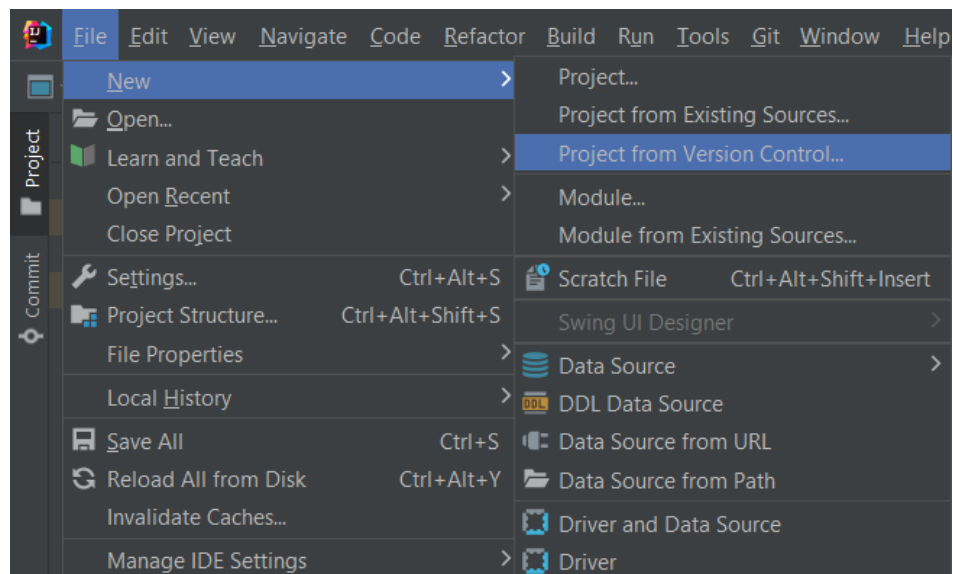 File Edit View Navigate Code Refactor Build Run Tools Git Window Help
Project
Commit
New
Open...
Learn and Teach
Open Recent
Close Project
Settings... Ctrl+Alt+S
Project Structure... Ctrl+Alt+Shift+S
File Properties
Local History
Save All Ctrl+S
Reload All from Disk Ctrl+Alt+Y
Invalidate Caches...
Manage IDE Settings
Project...
Project from Existing Sources...
Project from Version Control...
Module...
Module from Existing Sources...
Scratch File Ctrl+Alt+Shift+Insert
Swing UI Designer
Data Source
DDL DDL Data Source
Data Source from URL
Data Source from Path
Driver and Data Source
Driver